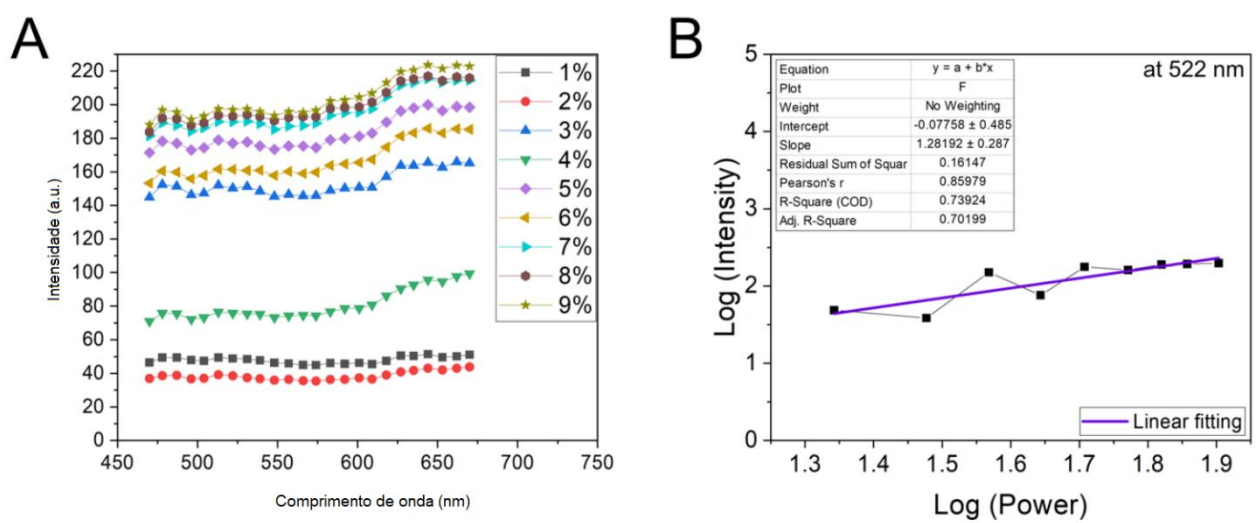 A
220
200
180
160
140
120
100
80
60
40
20
0
450
500
550
600
650
700
750
Intensidade (a.u.)
Comprimento de onda (nm)
1%
2%
3%
4%
5%
6%
7%
8%
9%
B
at 522 nm
Equation y = a + b*x
Plot F
Weight No Weighting
Intercept -0.07758 ± 0.485
Slope 1.28192 ± 0.287
Residual Sum of Squar 0.16147
Pearson's r 0.85979
R-Square (COD) 0.73924
Adj. R-Square 0.70199
5
4
3
2
1
0
1.3
1.4
1.5
1.6
1.7
1.8
1.9
Log (Intensity)
Log (Power)
Linear fitting